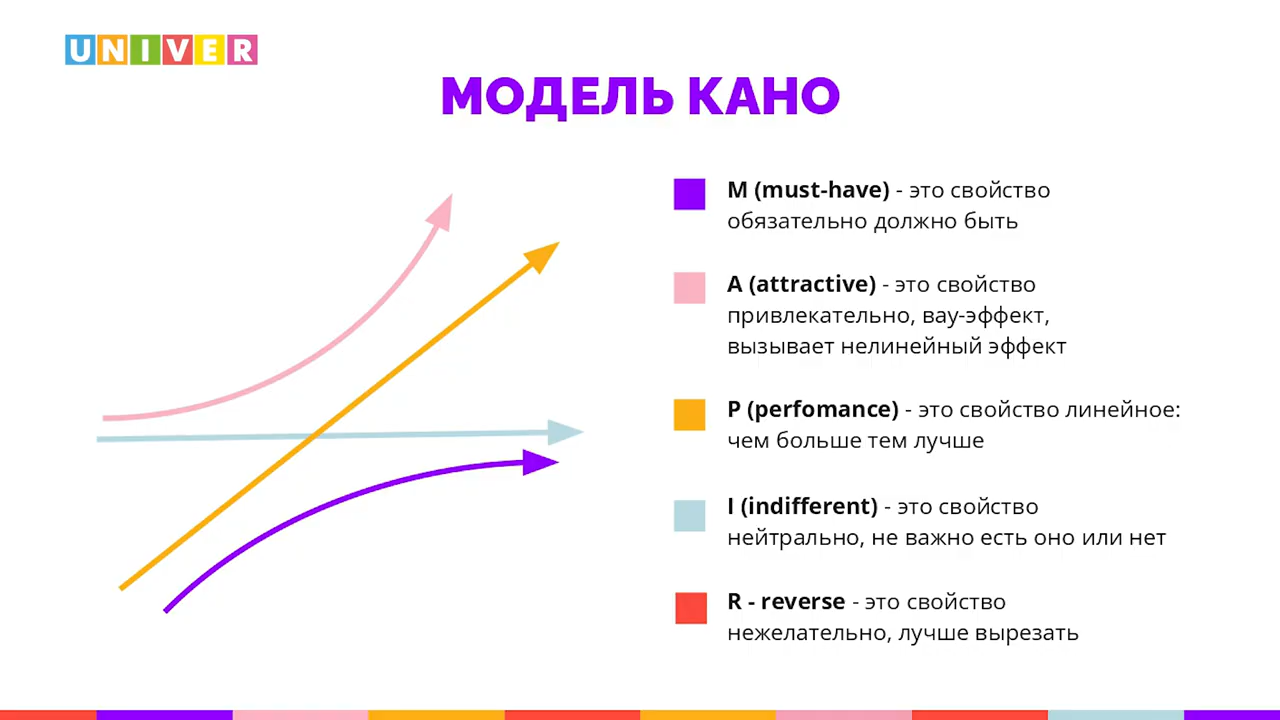 UNIVER
МОДЕЛЬ КАНО
M (must-have) - это свойство
обязательно должно быть
A (attractive) - это свойство
привлекательно, вау-эффект,
вызывает нелинейный эффект
P (perfomance) - это свойство линейное:
чем больше тем лучше
I (indifferent) - это свойство
нейтрально, не важно есть оно или нет
R - reverse - это свойство
нежелательно, лучше вырезать